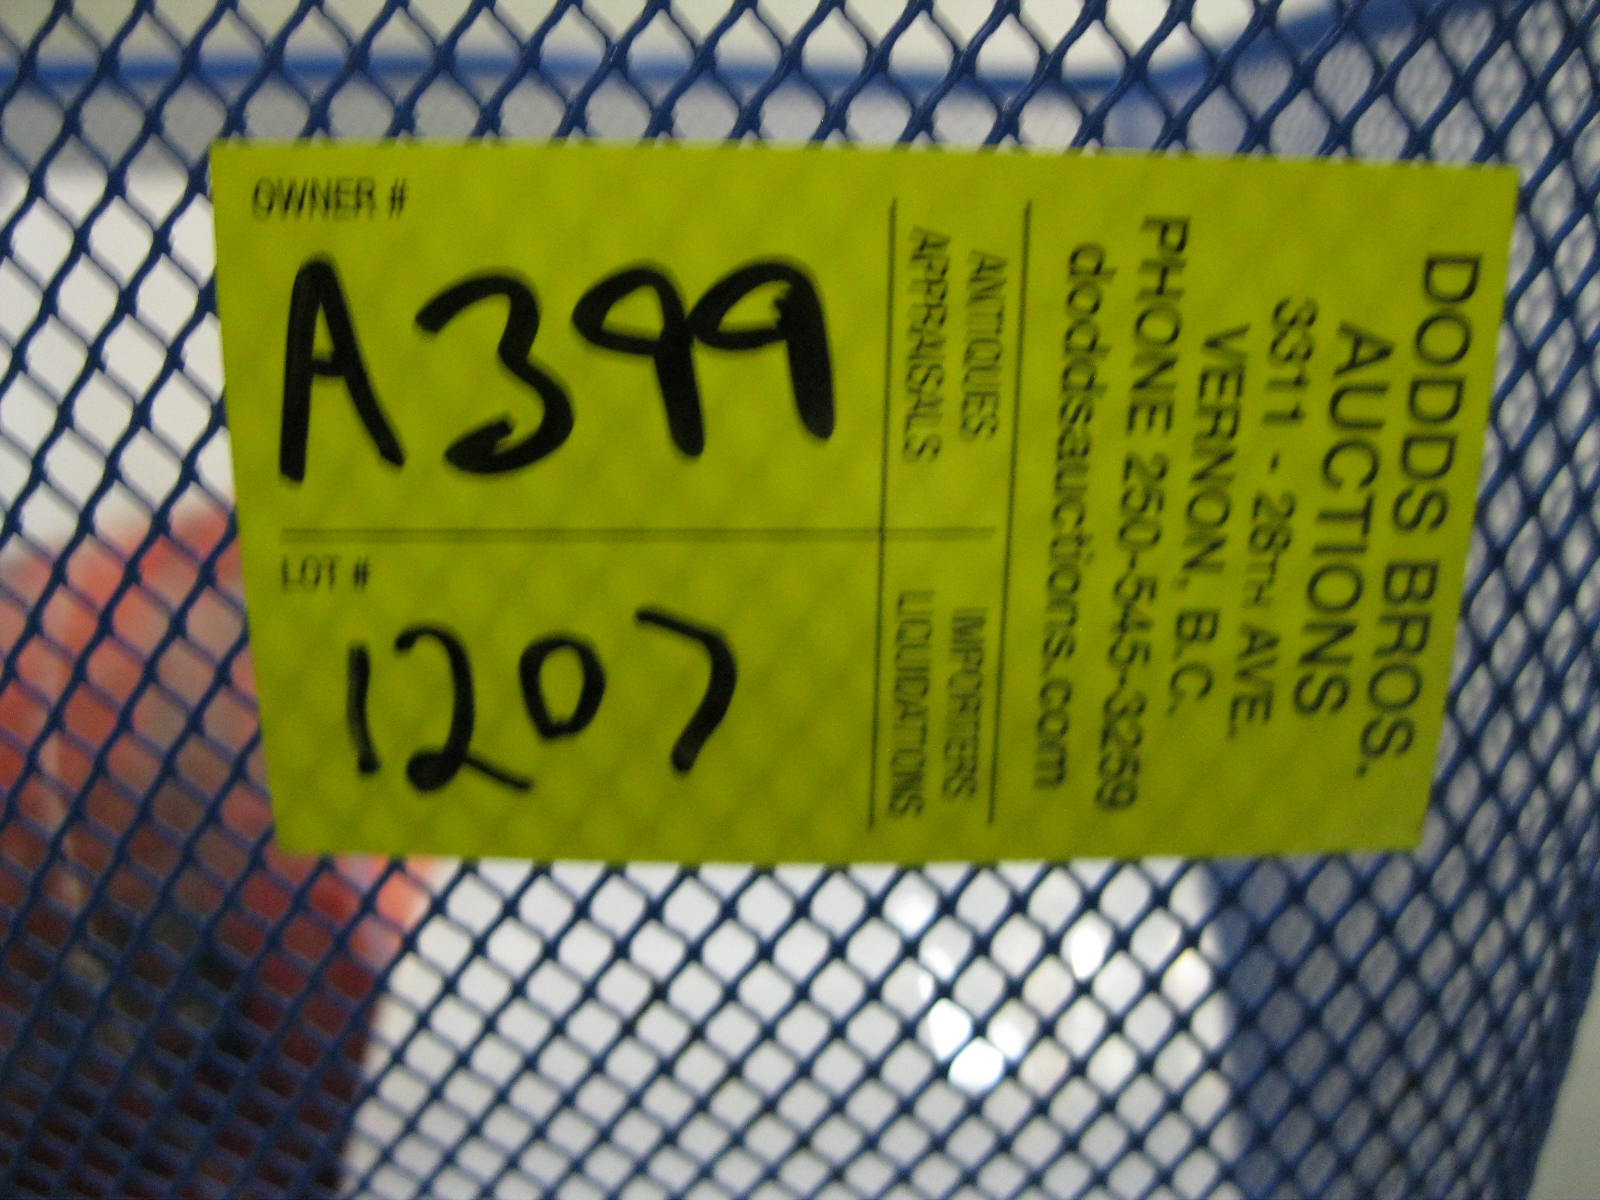 OWNER #
A399
LOT #
1207
ANTIQUES
APPRAISALS
IMPORTERS
LIQUIDATIONS
DODDS BROS.
AUCTIONS
3311 - 28TH AVE.
VERNON, B.C.
PHONE 250-545-3259
doddsauctions.com